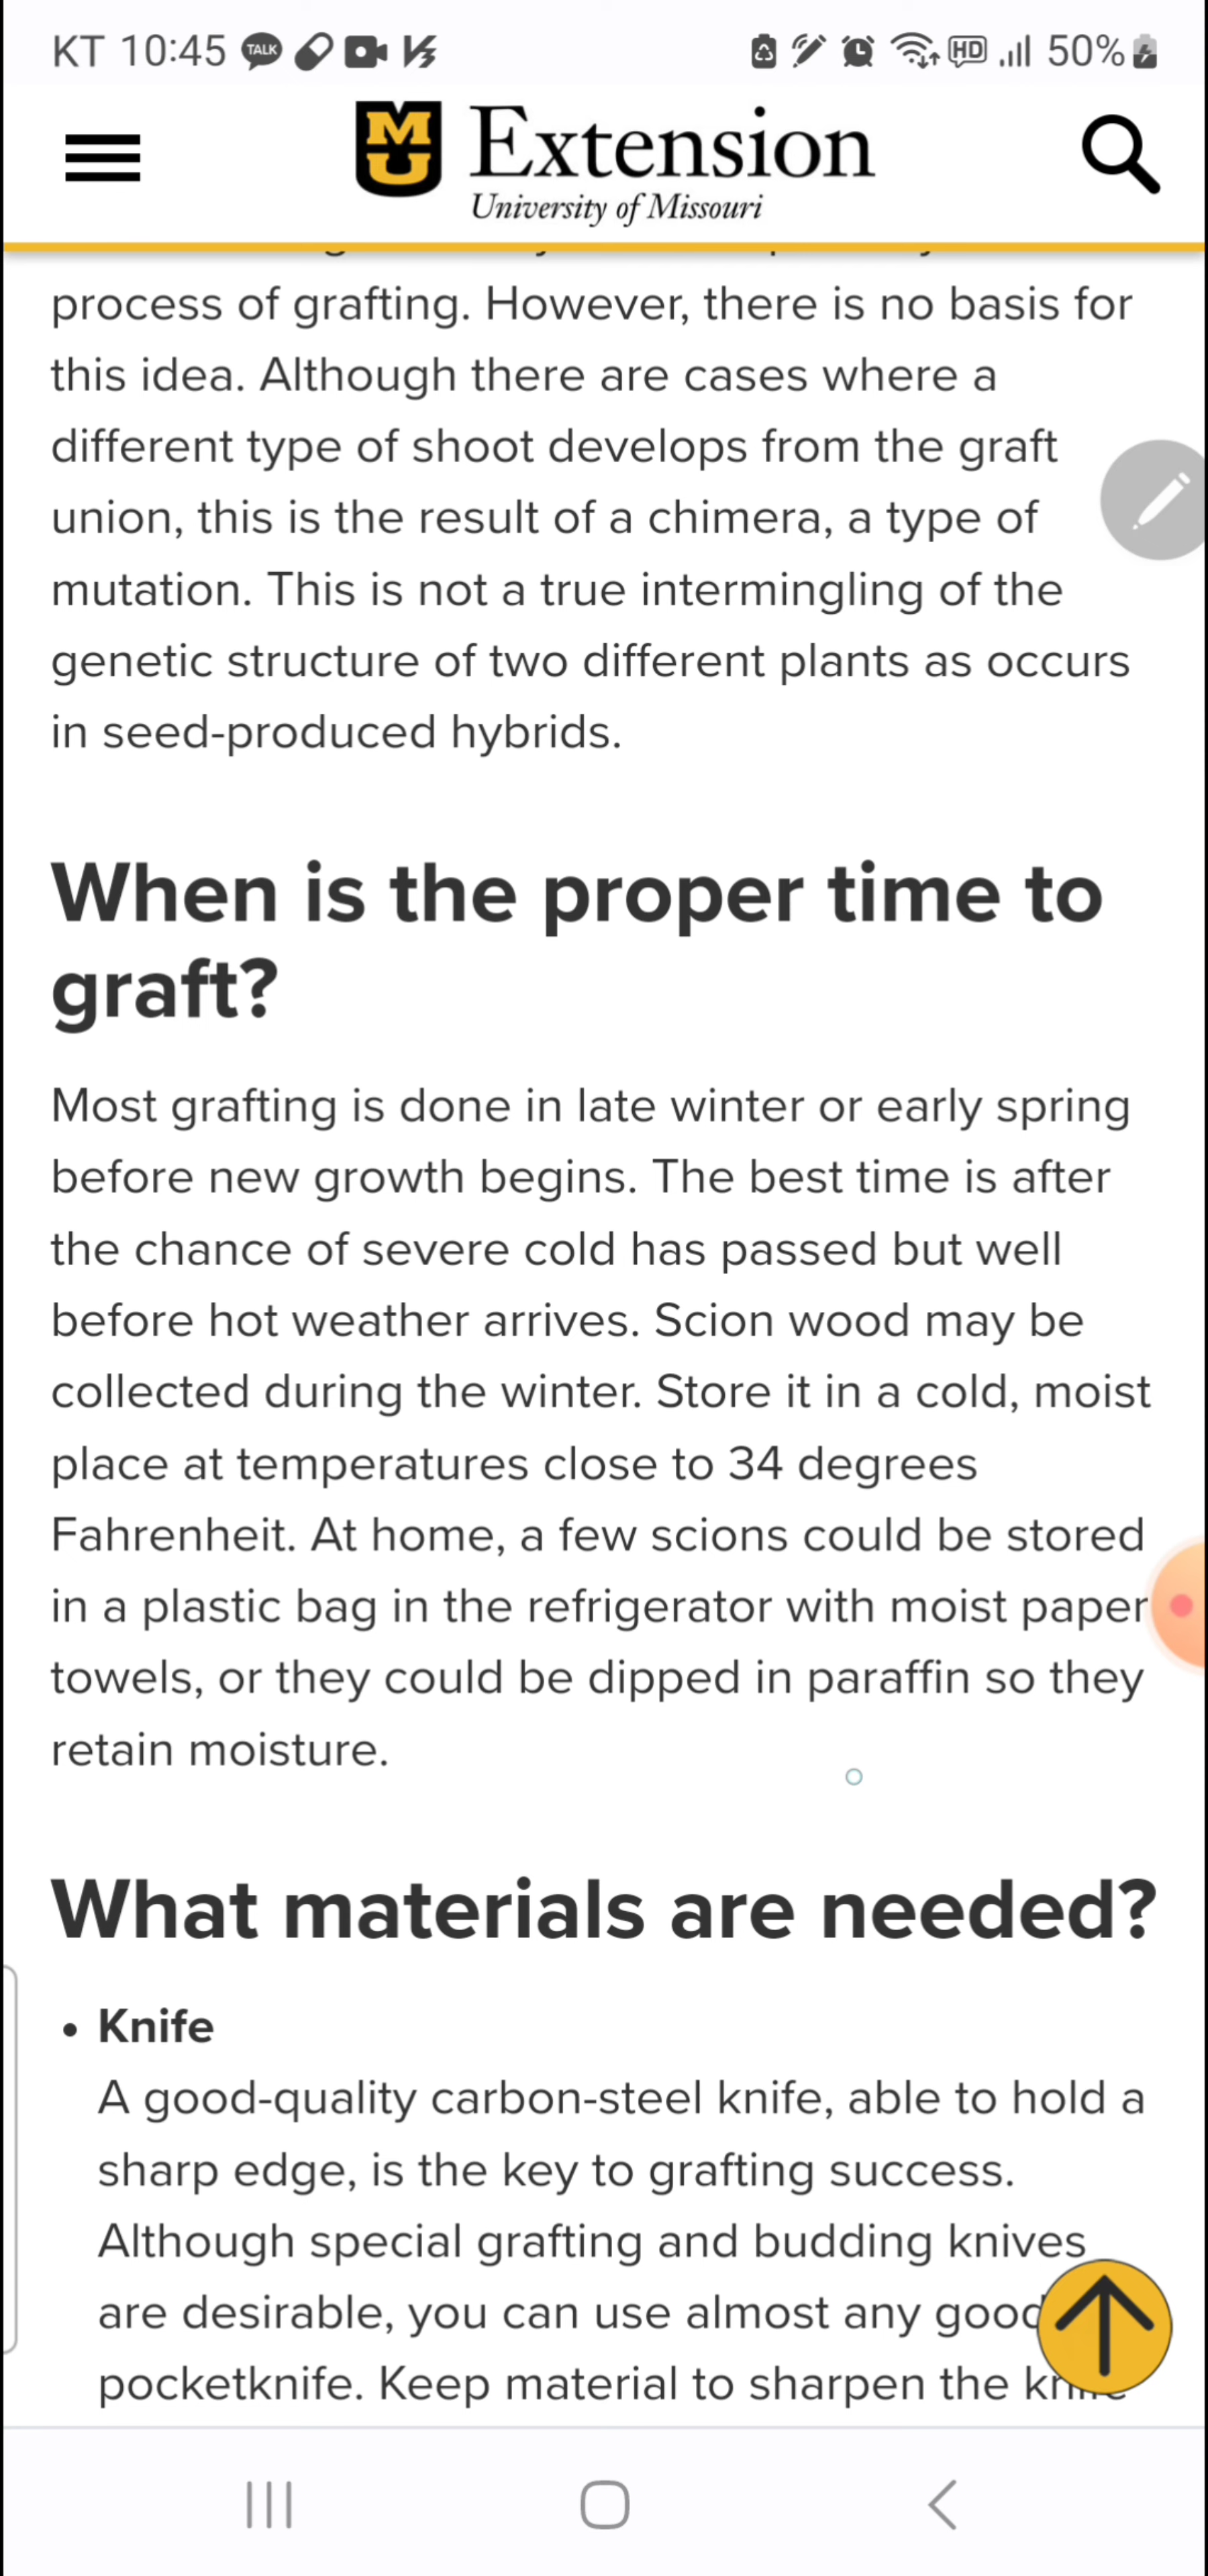 KT 10:45 TALK HD 50%
MU Extension
University of Missouri
process of grafting. However, there is no basis for
this idea. Although there are cases where a
different type of shoot develops from the graft
union, this is the result of a chimera, a type of
mutation. This is not a true intermingling of the
genetic structure of two different plants as occurs
in seed-produced hybrids.
When is the proper time to
graft?
Most grafting is done in late winter or early spring
before new growth begins. The best time is after
the chance of severe cold has passed but well
before hot weather arrives. Scion wood may be
collected during the winter. Store it in a cold, moist
place at temperatures close to 34 degrees
Fahrenheit. At home, a few scions could be stored
in a plastic bag in the refrigerator with moist paper
towels, or they could be dipped in paraffin so they
retain moisture.
What materials are needed?
• Knife
A good-quality carbon-steel knife, able to hold a
sharp edge, is the key to grafting success.
Although special grafting and budding knives
are desirable, you can use almost any good
pocketknife. Keep material to sharpen the knife